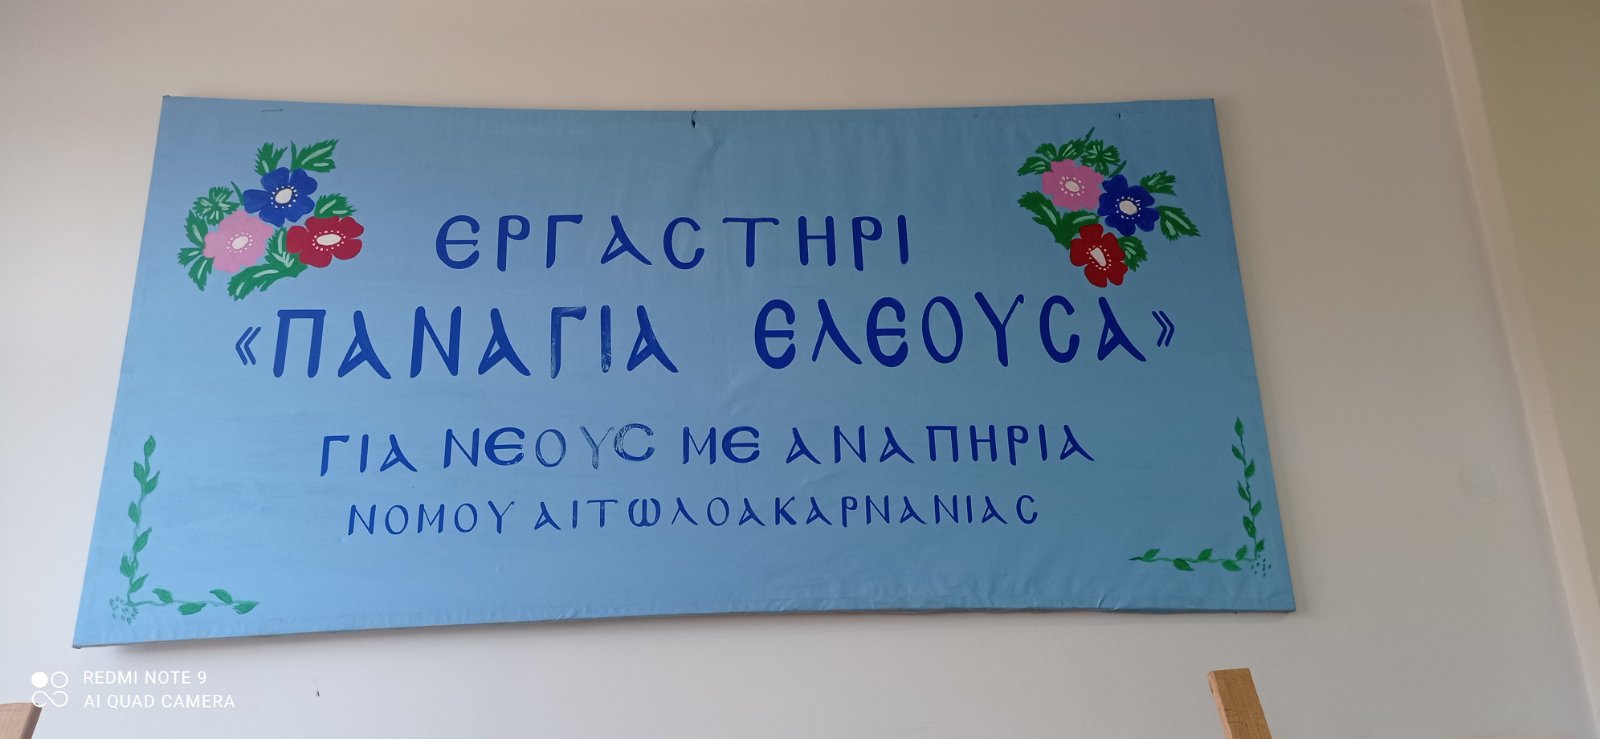 ΕΡΓΑΣΤΗΡΙ
«ΠΑΝΑΓΙΑ ΕΛΕΟΥΣΑ»
ΓΙΑ ΝΕΟΥΣ ΜΕ ΑΝΑΠΗΡΙΑ
ΝΟΜΟΥ ΑΙΤΩΛΟΑΚΑΡΝΑΝΙΑΣ
REDMI NOTE 9
AI QUAD CAMERA